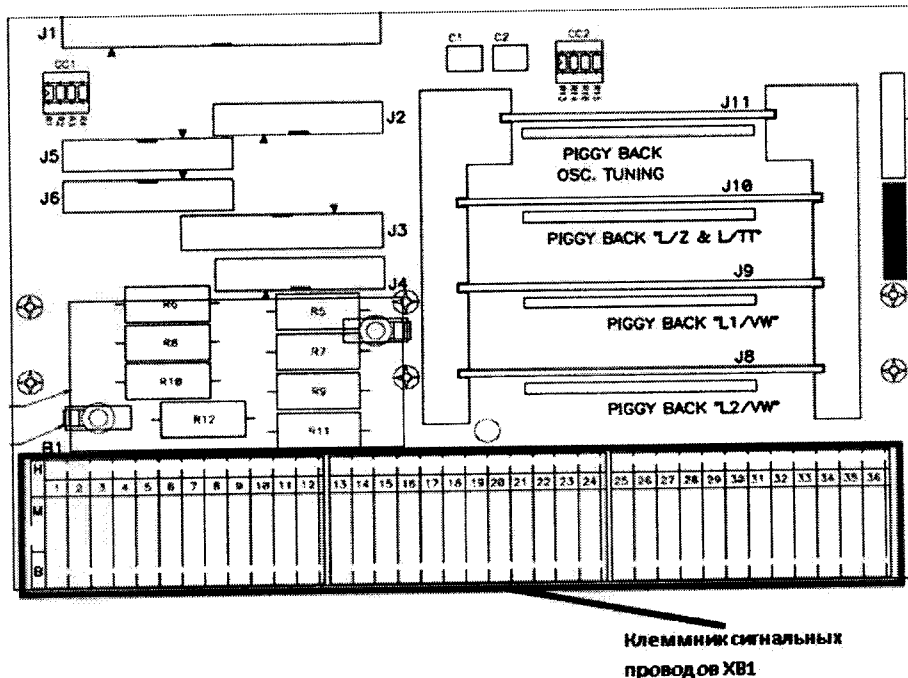 J1
C1 C2 CC2
CC1
J11
J2
PIGGY BACK
OSC. TUNING
J5
J10
J6
J3
PIGGY BACK "L/Z & L/TT"
J4
J9
R6
R5
PIGGY BACK "L1/VW"
R8
R7
J8
R10
R9
PIGGY BACK "L2/VW"
R12
R11
B1
H
1 2 3 4 5 6 7 8 9 10 11 12 13 14 15 16 17 18 19 20 21 22 23 24 25 26 27 28 29 30 31 32 33 34 35 36
M
B
Клеммник сигнальных
проводов XB1